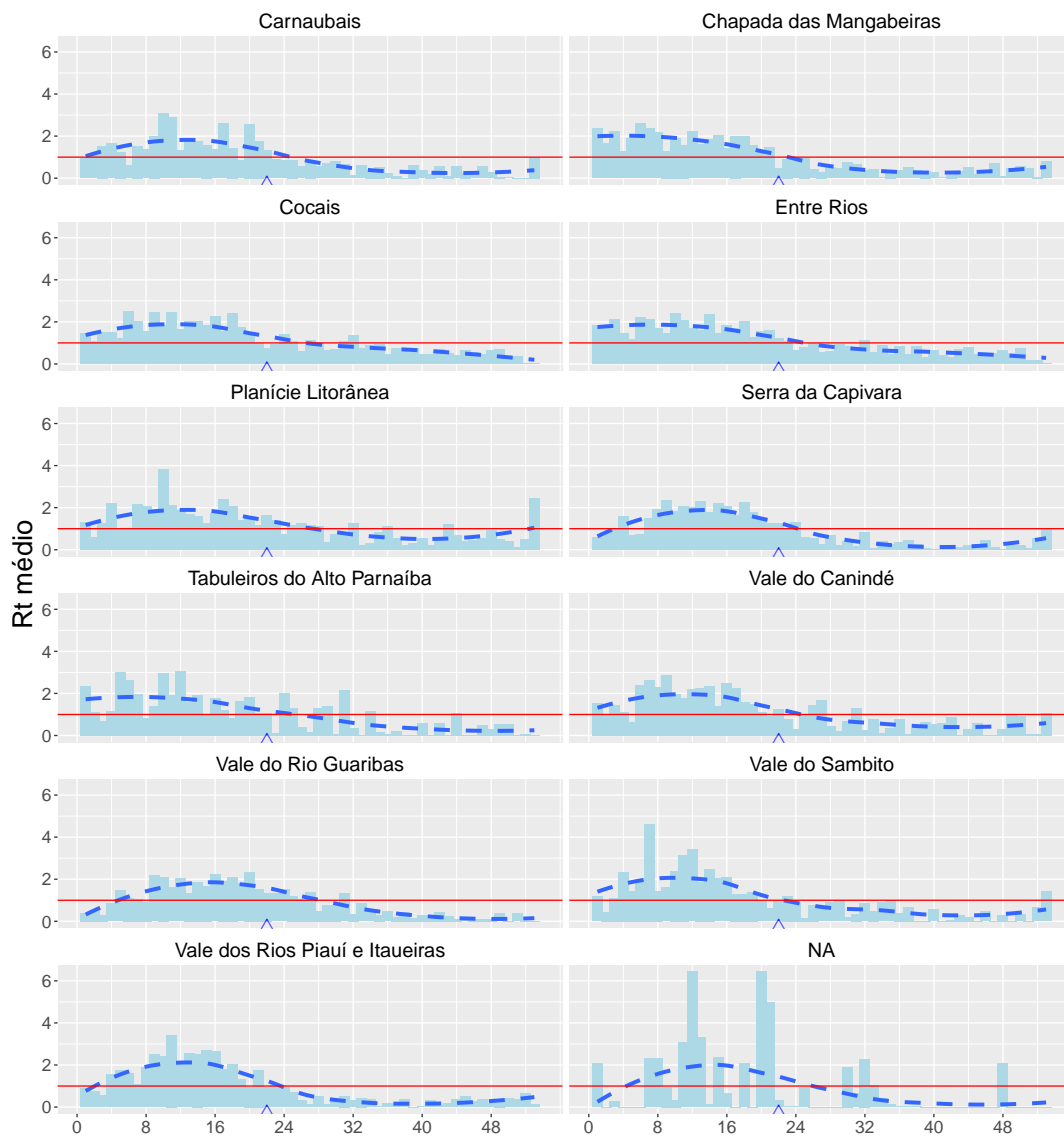 Carnaubais
Chapada das Mangabeiras
6
4
2
0
Cocais
Entre Rios
6
4
2
0
Planície Litorânea
Serra da Capivara
6
4
2
0
Rt médio
Tabuleiros do Alto Parnaíba
Vale do Canindé
6
4
2
0
Vale do Rio Guaribas
Vale do Sambito
6
4
2
0
Vale dos Rios Piauí e Itaueiras
NA
6
4
2
0
0 8 16 24 32 40 48
0 8 16 24 32 40 48